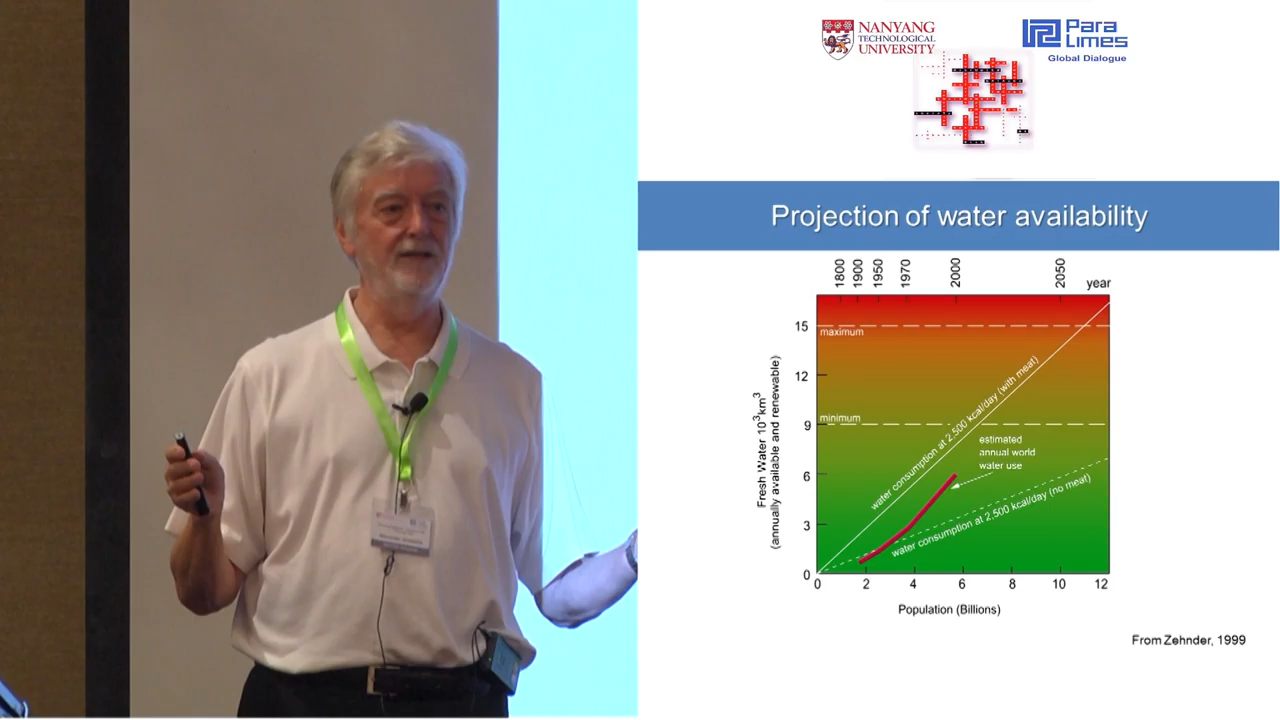 NANYANG
TECHNOLOGICAL
UNIVERSITY
Para
Limes
Global Dialogue
Projection of water availability
1800
1900
1950
1970
2000
2050
year
15
12
9
6
3
0
maximum
minimum
water consumption at 2,500 kcal/day (with meat)
estimated
annual world
water use
water consumption at 2,500 kcal/day (no meat)
Fresh Water 10³km³
(annually available and renewable)
0 2 4 6 8 10 12
Population (Billions)
From Zehnder, 1999